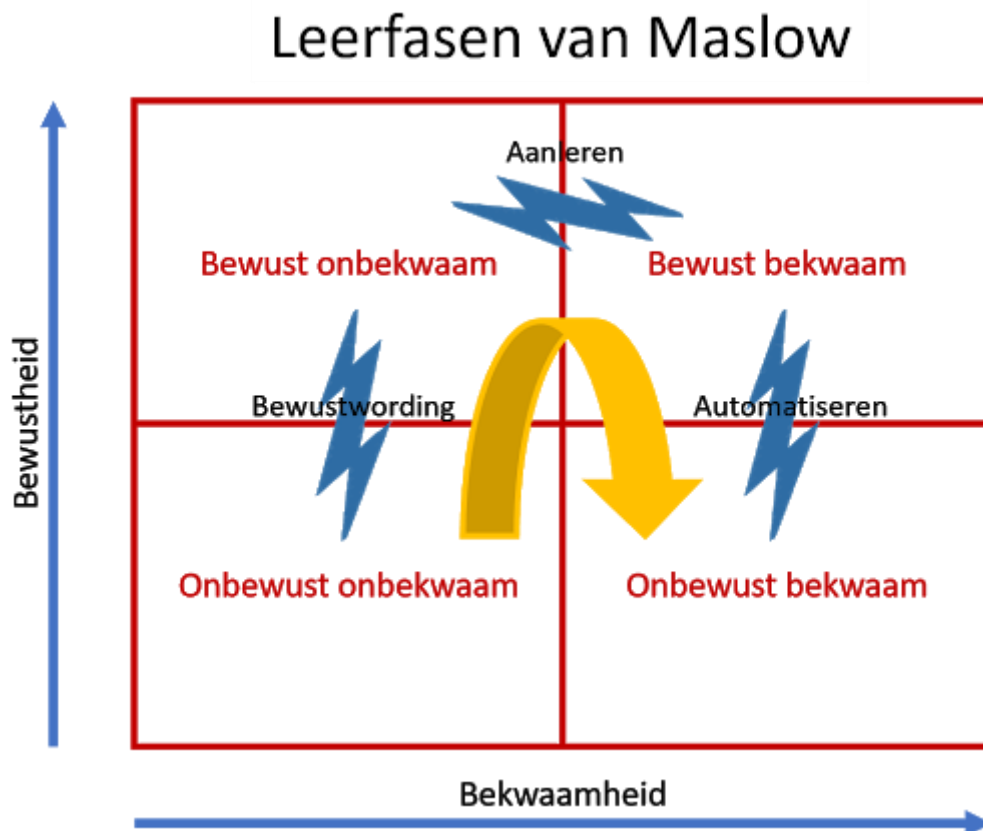 Leerfasen van Maslow
Aanleren
Bewust onbekwaam
Bewust bekwaam
Bewustheid
Bewustwording
Automatiseren
Onbewust onbekwaam
Onbewust bekwaam
Bekwaamheid